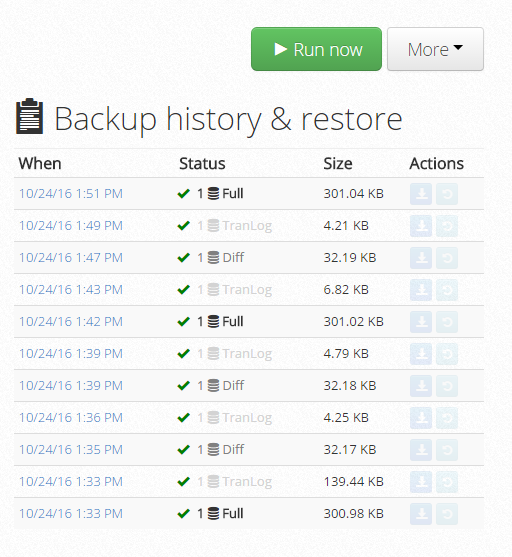 Run now More
Backup history & restore
When Status Size Actions
10/24/16 1:51 PM 1 Full 301.04 KB
10/24/16 1:49 PM 1 TranLog 4.21 KB
10/24/16 1:47 PM 1 Diff 32.19 KB
10/24/16 1:43 PM 1 TranLog 6.82 KB
10/24/16 1:42 PM 1 Full 301.02 KB
10/24/16 1:39 PM 1 TranLog 4.79 KB
10/24/16 1:39 PM 1 Diff 32.18 KB
10/24/16 1:36 PM 1 TranLog 4.25 KB
10/24/16 1:35 PM 1 Diff 32.17 KB
10/24/16 1:33 PM 1 TranLog 139.44 KB
10/24/16 1:33 PM 1 Full 300.98 KB